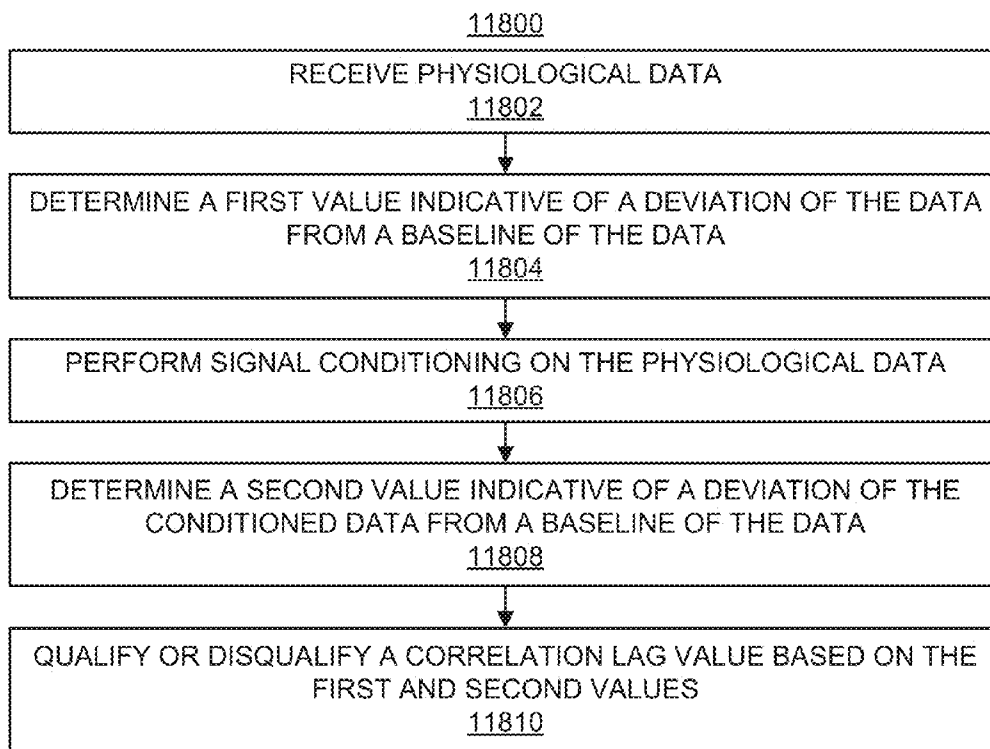 11800
RECEIVE PHYSIOLOGICAL DATA
11802
DETERMINE A FIRST VALUE INDICATIVE OF A DEVIATION OF THE DATA
FROM A BASELINE OF THE DATA
11804
PERFORM SIGNAL CONDITIONING ON THE PHYSIOLOGICAL DATA
11806
DETERMINE A SECOND VALUE INDICATIVE OF A DEVIATION OF THE
CONDITIONED DATA FROM A BASELINE OF THE DATA
11808
QUALIFY OR DISQUALIFY A CORRELATION LAG VALUE BASED ON THE
FIRST AND SECOND VALUES
11810